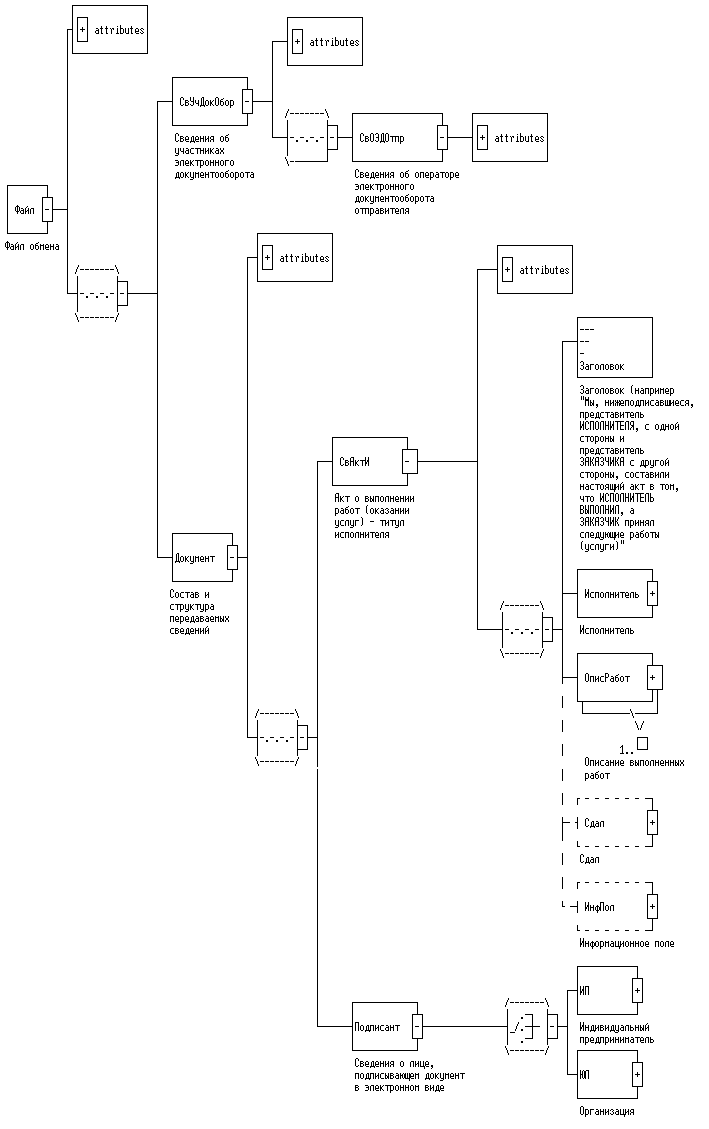 attributes
attributes
СвУчДокОбор
Сведения об
участниках
электронного
документооборота
СвОЭДОтпр
attributes
Сведения об операторе
электронного
документооборота
отправителя
Файл
Файл обмена
attributes
attributes
Заголовок
Заголовок (например
"Мы, нижеподписавшиеся,
представитель
ИСПОЛНИТЕЛЯ, с одной
стороны и
представитель
ЗАКАЗЧИКА с другой
стороны, составили
настоящий акт в том,
что ИСПОЛНИТЕЛЬ
ВЫПОЛНИЛ, а
ЗАКАЗЧИК принял
следующие работы
(услуги)"
СвАктИ
Акт о выполнении
работ (оказании
услуг) - титул
исполнителя
Документ
Состав и
структура
передаваемых
сведений
Исполнитель
Исполнитель
ОписРабот
1..
Описание выполненных
работ
Сдал
Сдал
ИнфПол
Информационное поле
ИП
Индивидуальный
предприниматель
Подписант
Сведения о лице,
подписывающем документ
в электронном виде
ЮЛ
Организация